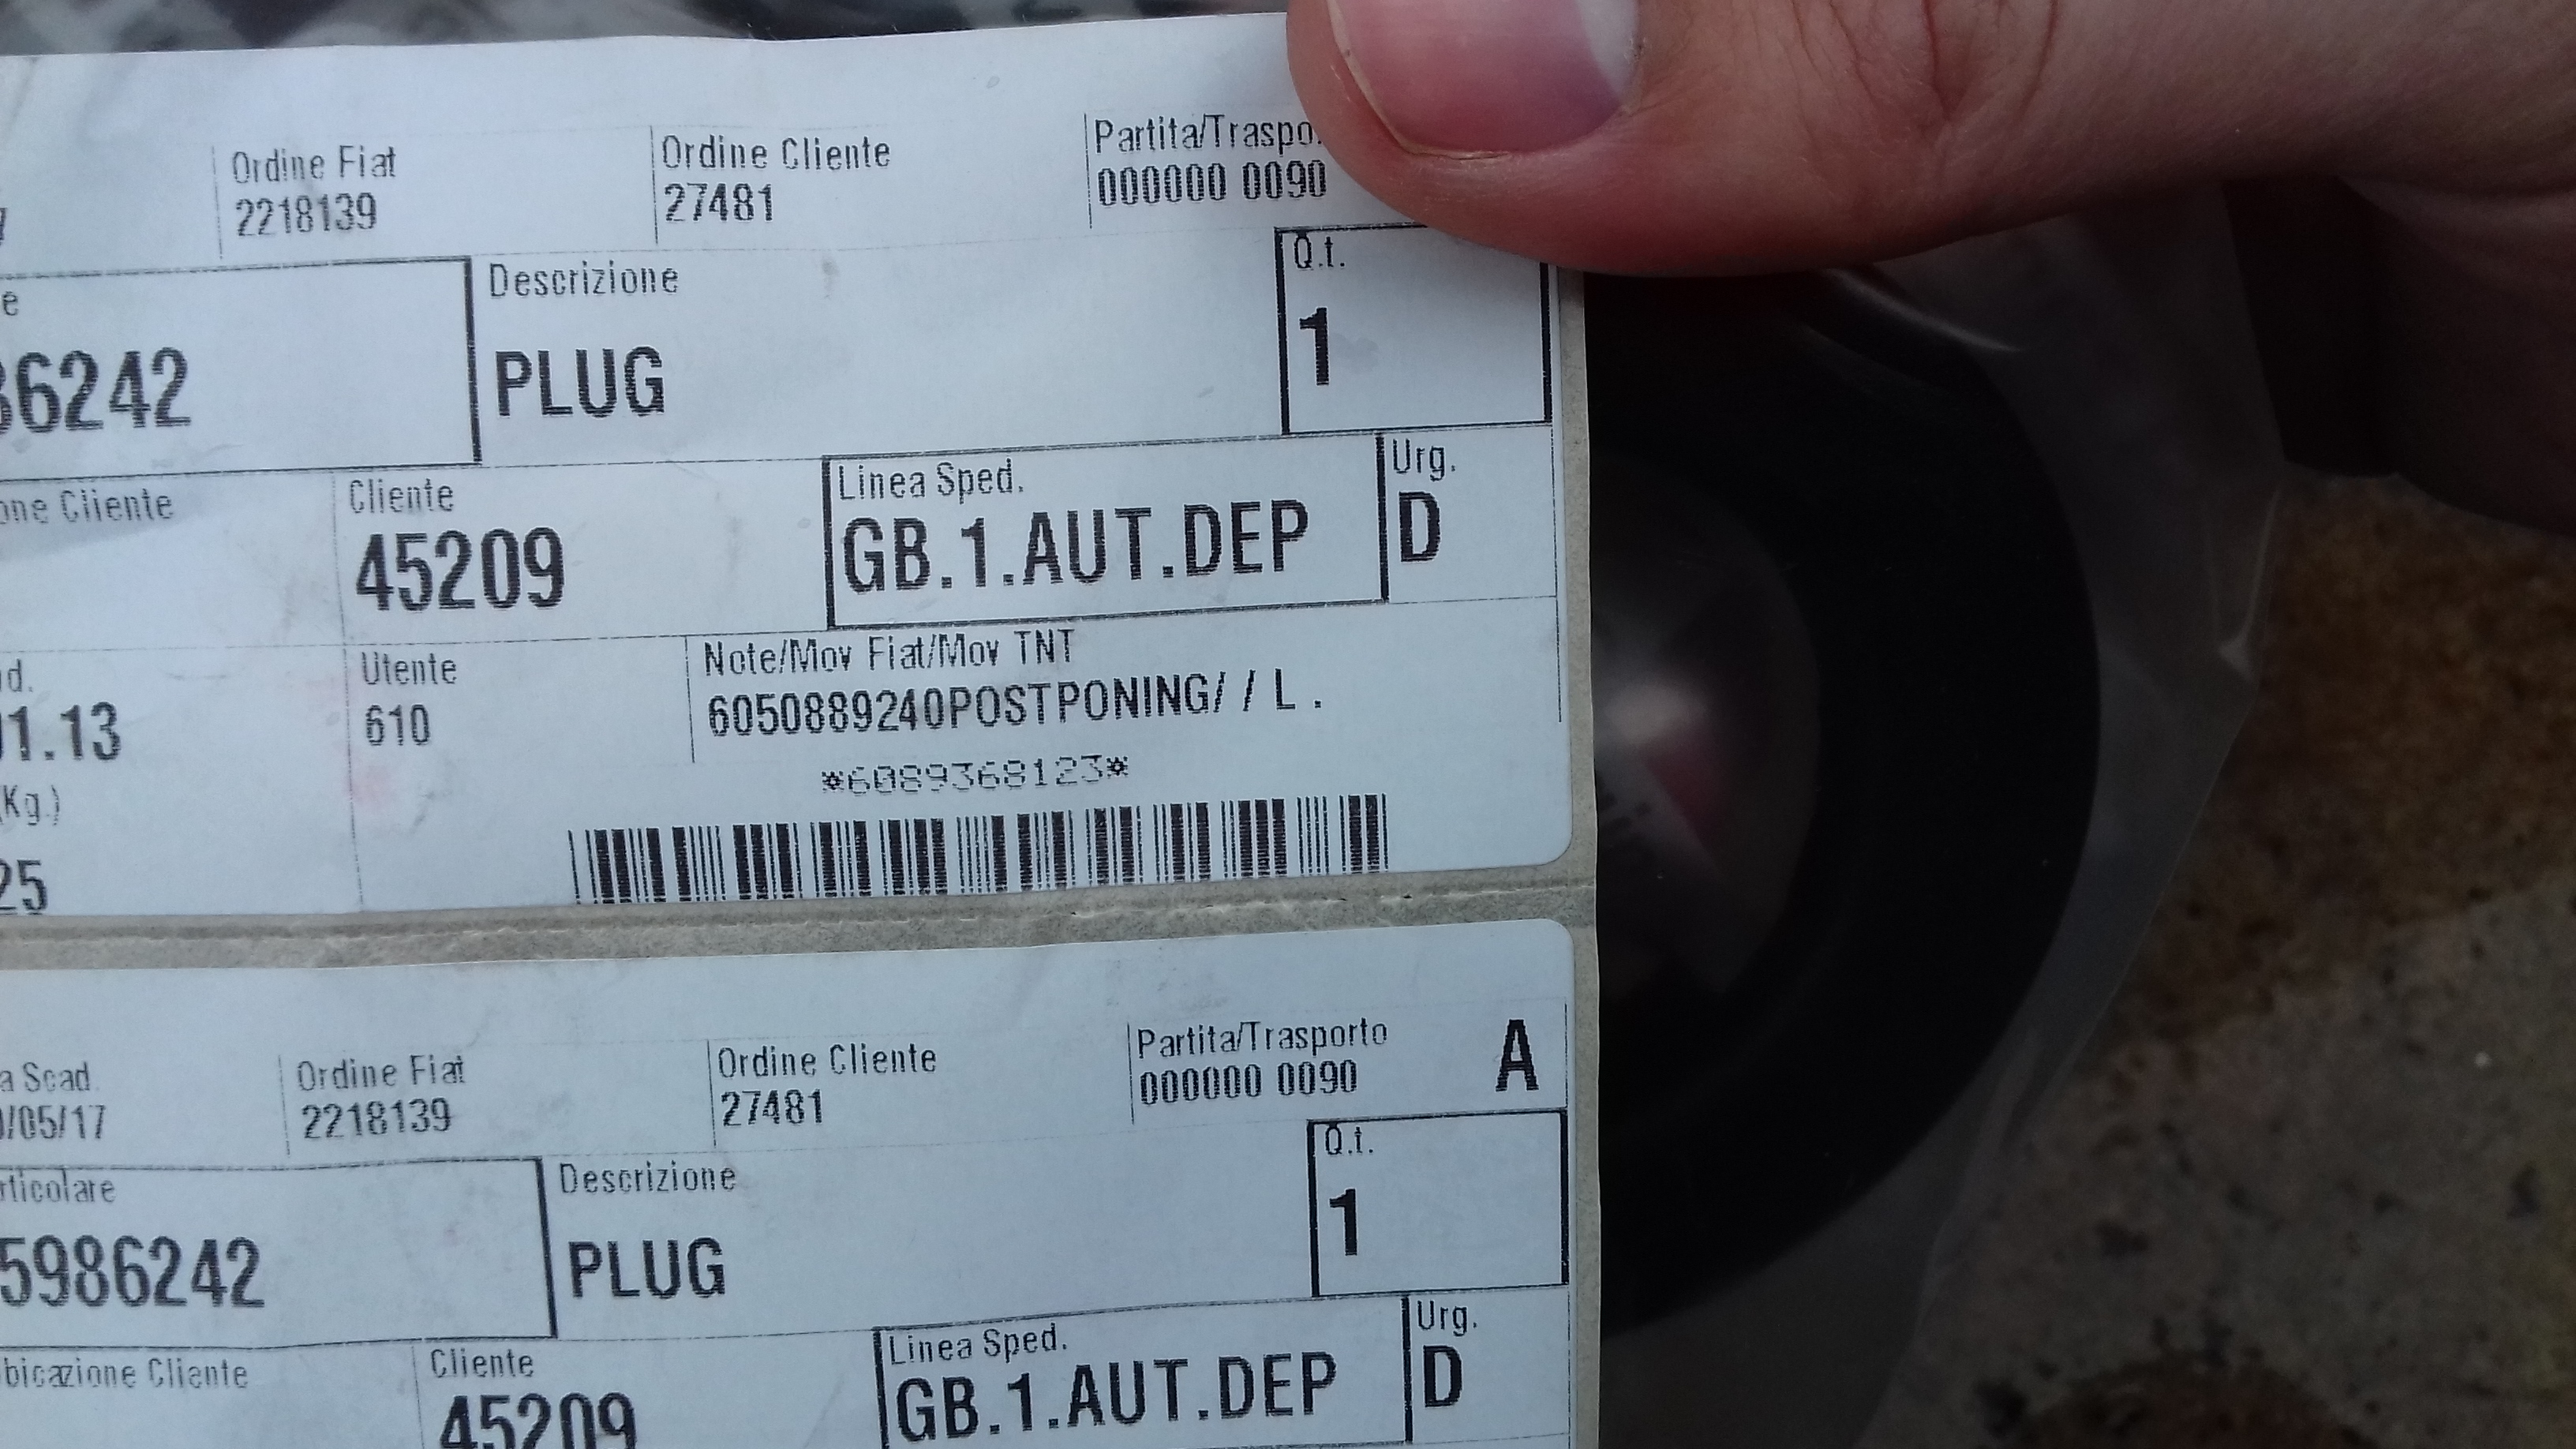 Ordine Fiat
2218139
Ordine Cliente
27481
Partita/Traspo
000000 0090
e
36242
Descrizione
PLUG
Q.t.
1
one Cliente
Cliente
45209
Linea Sped.
GB.1.AUT.DEP
Urg.
D
d.
01.13
Utente
610
Note/Mov Fiat/Mov TNT
6050889240POSTPONING/ / L .
Kg.)
25
*6089368123*
a Scad.
/05/17
Ordine Fiat
2218139
Ordine Cliente
27481
Partita/Trasporto
000000 0090
A
rticolare
5986242
Descrizione
PLUG
Q.t.
1
bicazione Cliente
Cliente
45209
Linea Sped.
GB.1.AUT.DEP
Urg.
D